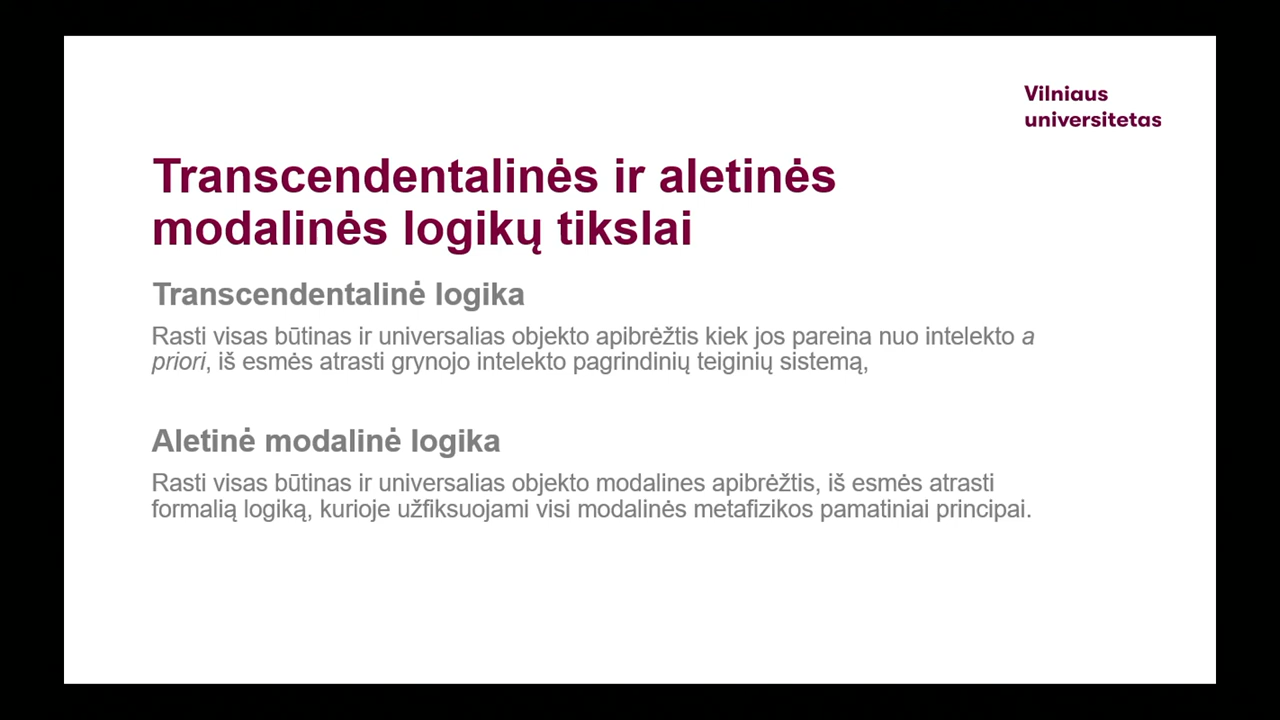 Vilniaus
universitetas
Transcendentalinės ir aletinės
modalinės logikų tikslai
Transcendentalinė logika
Rasti visas būtinas ir universalias objekto apibrėžtis kiek jos pareina nuo intelekto a
priori, iš esmės atrasti grynojo intelekto pagrindinių teiginių sistemą,
Aletinė modalinė logika
Rasti visas būtinas ir universalias objekto modalines apibrėžtis, iš esmės atrasti
formalią logiką, kurioje užfiksuojami visi modalinės metafizikos pamatiniai principai.